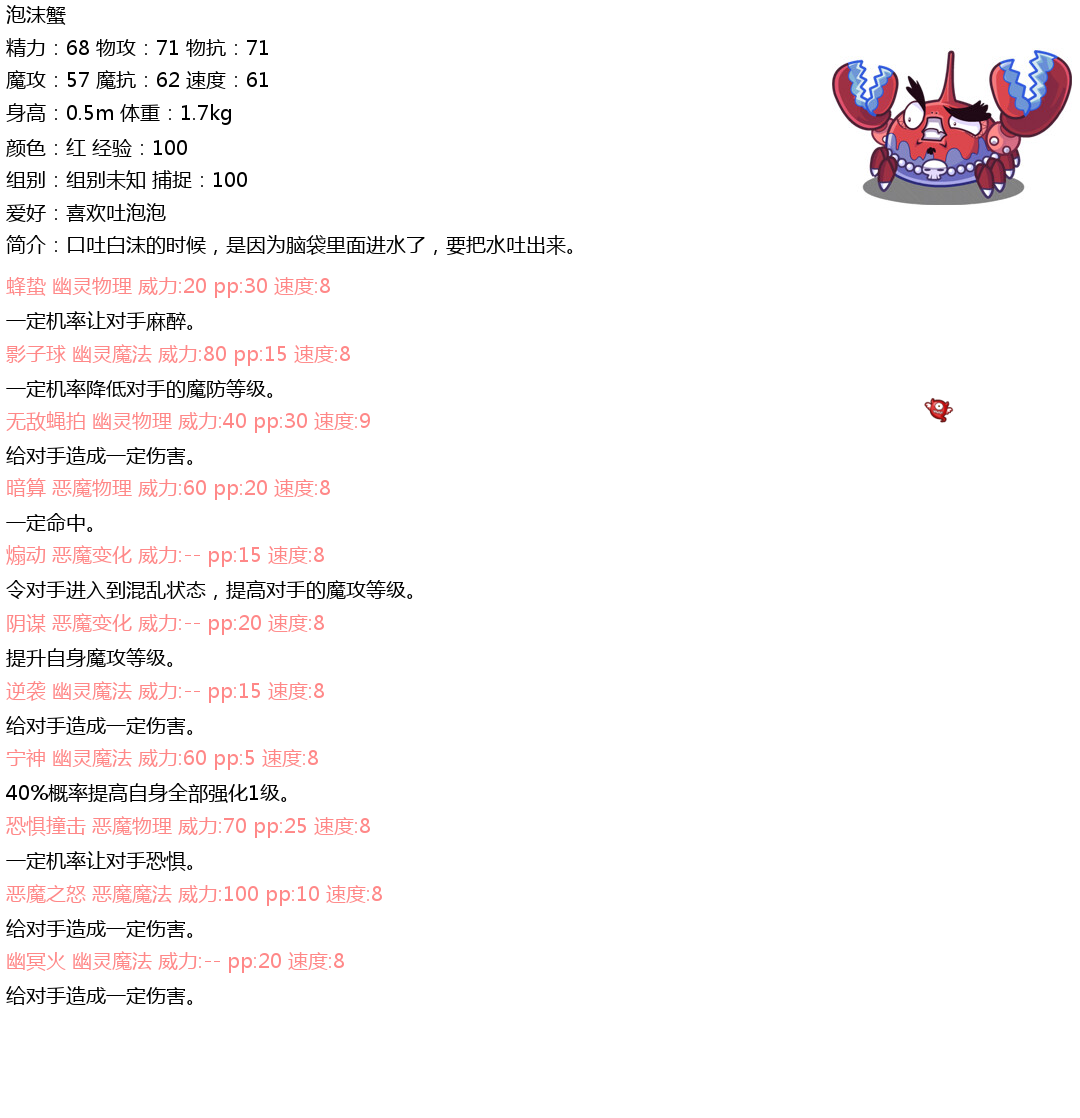 泡沫蟹
精力：68 物攻：71 物抗：71
魔攻：57 魔抗：62 速度：61
身高：0.5m 体重：1.7kg
颜色：红 经验：100
组别：组别未知 捕捉：100
爱好：喜欢吐泡泡
简介：口吐白沫的时候，是因为脑袋里面进水了，要把水吐出来。
蜂蛰 幽灵物理 威力:20 pp:30 速度:8
一定机率让对手麻醉。
影子球 幽灵魔法 威力:80 pp:15 速度:8
一定机率降低对手的魔防等级。
无敌蝇拍 幽灵物理 威力:40 pp:30 速度:9
给对手造成一定伤害。
暗算 恶魔物理 威力:60 pp:20 速度:8
一定命中。
煽动 恶魔变化 威力:-- pp:15 速度:8
令对手进入到混乱状态，提高对手的魔攻等级。
阴谋 恶魔变化 威力:-- pp:20 速度:8
提升自身魔攻等级。
逆袭 幽灵魔法 威力:-- pp:15 速度:8
给对手造成一定伤害。
宁神 幽灵魔法 威力:60 pp:5 速度:8
40%概率提高自身全部强化1级。
恐惧撞击 恶魔物理 威力:70 pp:25 速度:8
一定机率让对手恐惧。
恶魔之怒 恶魔魔法 威力:100 pp:10 速度:8
给对手造成一定伤害。
幽冥火 幽灵魔法 威力:-- pp:20 速度:8
给对手造成一定伤害。